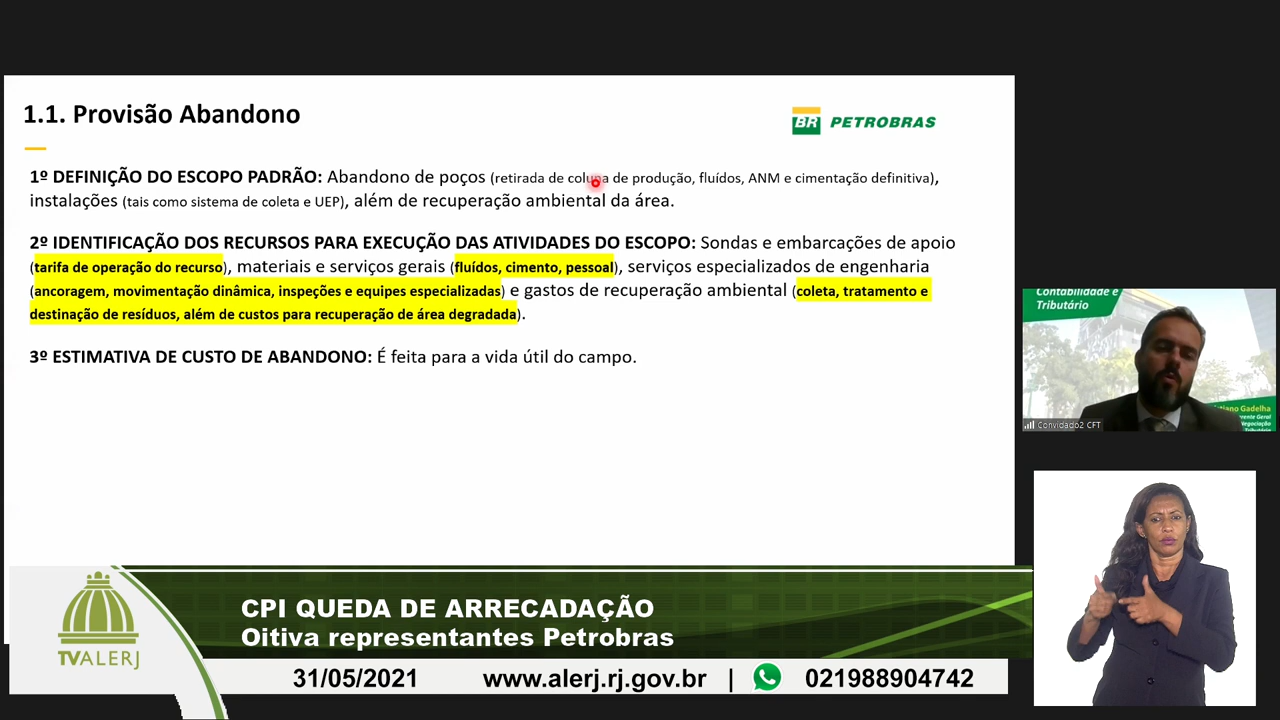 1.1. Provisão Abandono
BR PETROBRAS
1º DEFINIÇÃO DO ESCOPO PADRÃO: Abandono de poços (retirada de coluna de produção, fluídos, ANM e cimentação definitiva),
instalações (tais como sistema de coleta e UEP), além de recuperação ambiental da área.
2º IDENTIFICAÇÃO DOS RECURSOS PARA EXECUÇÃO DAS ATIVIDADES DO ESCOPO: Sondas e embarcações de apoio
(tarifa de operação do recurso), materiais e serviços gerais (fluídos, cimento, pessoal), serviços especializados de engenharia
(ancoragem, movimentação dinâmica, inspeções e equipes especializadas) e gastos de recuperação ambiental (coleta, tratamento e
destinação de resíduos, além de custos para recuperação de área degradada).
3º ESTIMATIVA DE CUSTO DE ABANDONO: É feita para a vida útil do campo.
Contabilidade e
Tributário
Gadelha
Geral
Negociação
Tributário
Convidado2 CFT
TVALERJ
CPI QUEDA DE ARRECADAÇÃO
Oitiva representantes Petrobras
31/05/2021 www.alerj.rj.gov.br | 021988904742